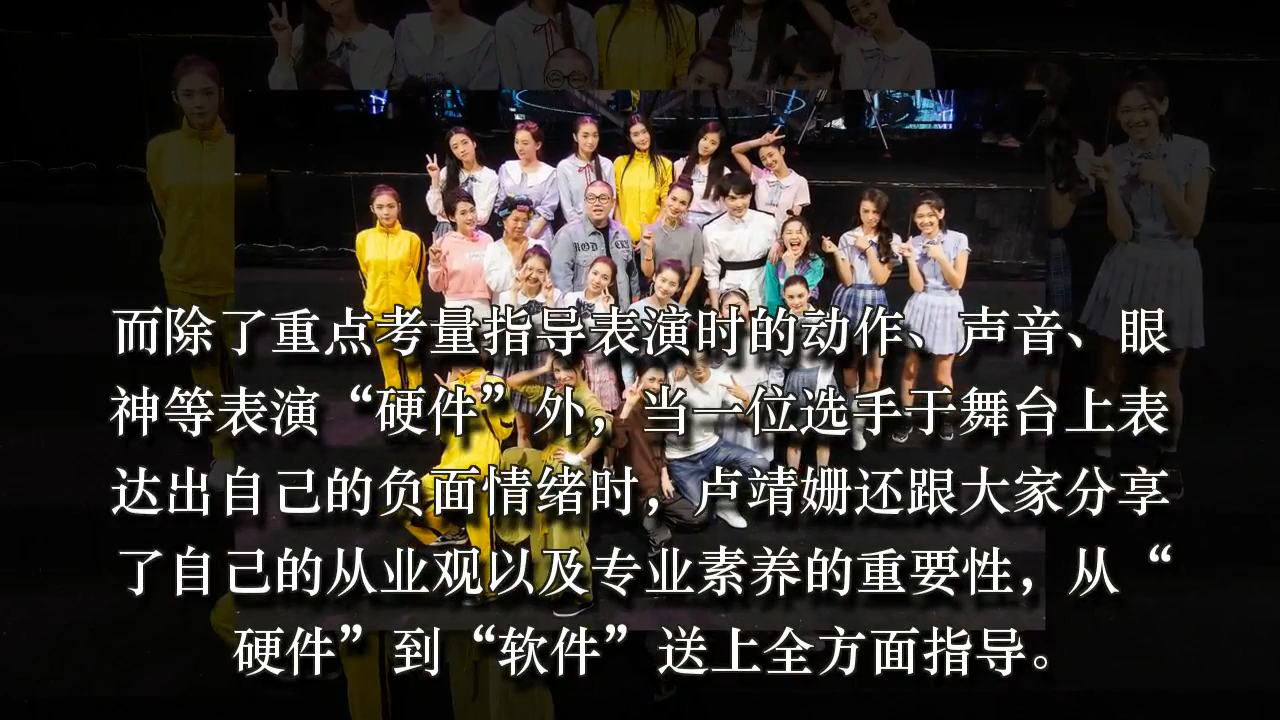 而除了重点考量指导表演时的动作、声音、眼
神等表演“硬件”外，当一位选手于舞台上表
达出自己的负面情绪时，卢靖姗还跟大家分享
了自己的从业观以及专业素养的重要性，从“
硬件”到“软件”送上全方面指导。